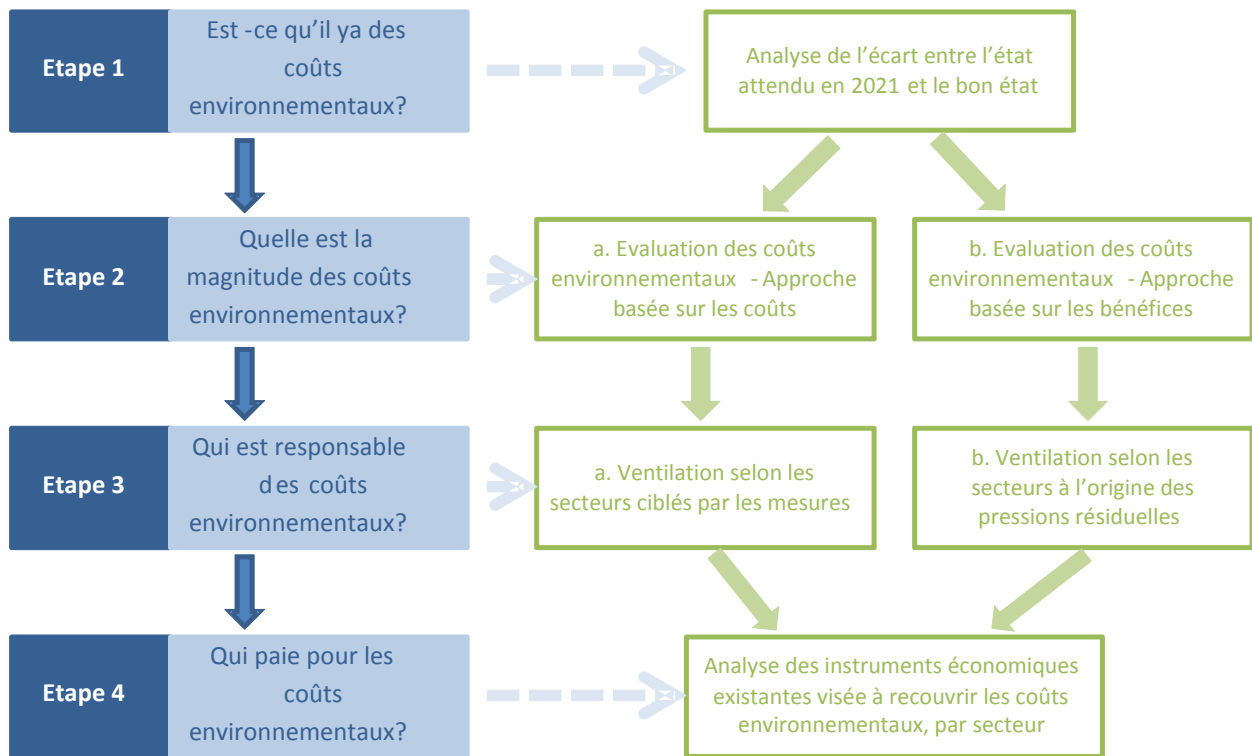 Etape 1
Est -ce qu'il ya des
coûts
environnementaux?
Analyse de l'écart entre l'état
attendu en 2021 et le bon état
Etape 2
Quelle est la
magnitude des coûts
environnementaux?
a. Evaluation des coûts
environnementaux - Approche
basée sur les coûts
b. Evaluation des coûts
environnementaux - Approche
basée sur les bénéfices
Etape 3
Qui est responsable
des coûts
environnementaux?
a. Ventilation selon les
secteurs ciblés par les mesures
b. Ventilation selon les
secteurs à l'origine des
pressions résiduelles
Etape 4
Qui paie pour les
coûts
environnementaux?
Analyse des instruments économiques
existantes visée à recouvrir les coûts
environnementaux, par secteur